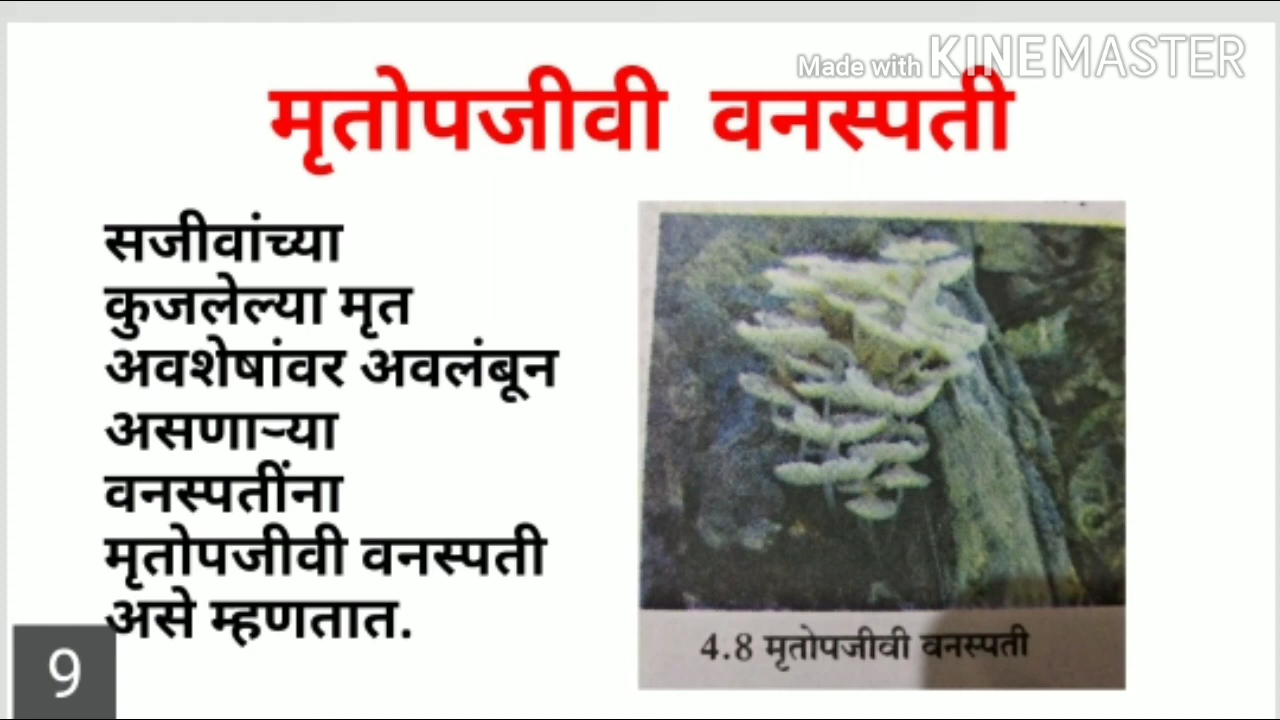 Made with KINEMASTER
मृतोपजीवी वनस्पती
सजीवांच्या
कुजलेल्या मृत
अवशेषांवर अवलंबून
असणाऱ्या
वनस्पतींना
मृतोपजीवी वनस्पती
असे म्हणतात.
4.8 मृतोपजीवी वनस्पती
9